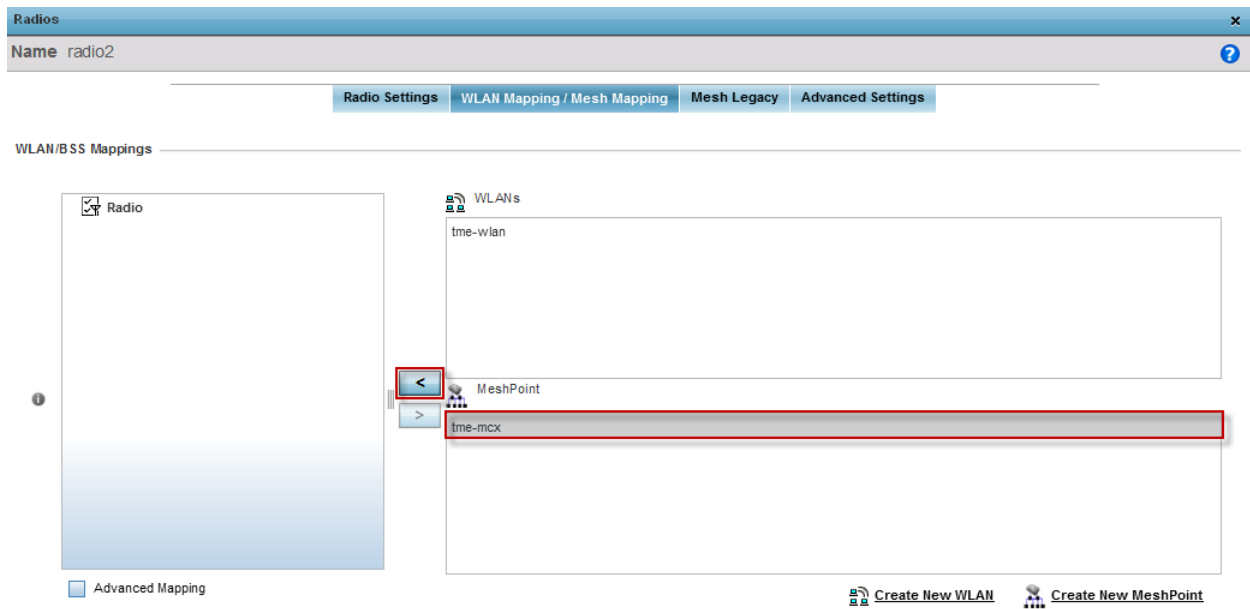 Radios
Name radio2
Radio Settings WLAN Mapping / Mesh Mapping Mesh Legacy Advanced Settings
WLAN/BSS Mappings
Radio
WLANs
tme-wlan
<
MeshPoint
>
tme-mcx
Advanced Mapping
Create New WLAN Create New MeshPoint